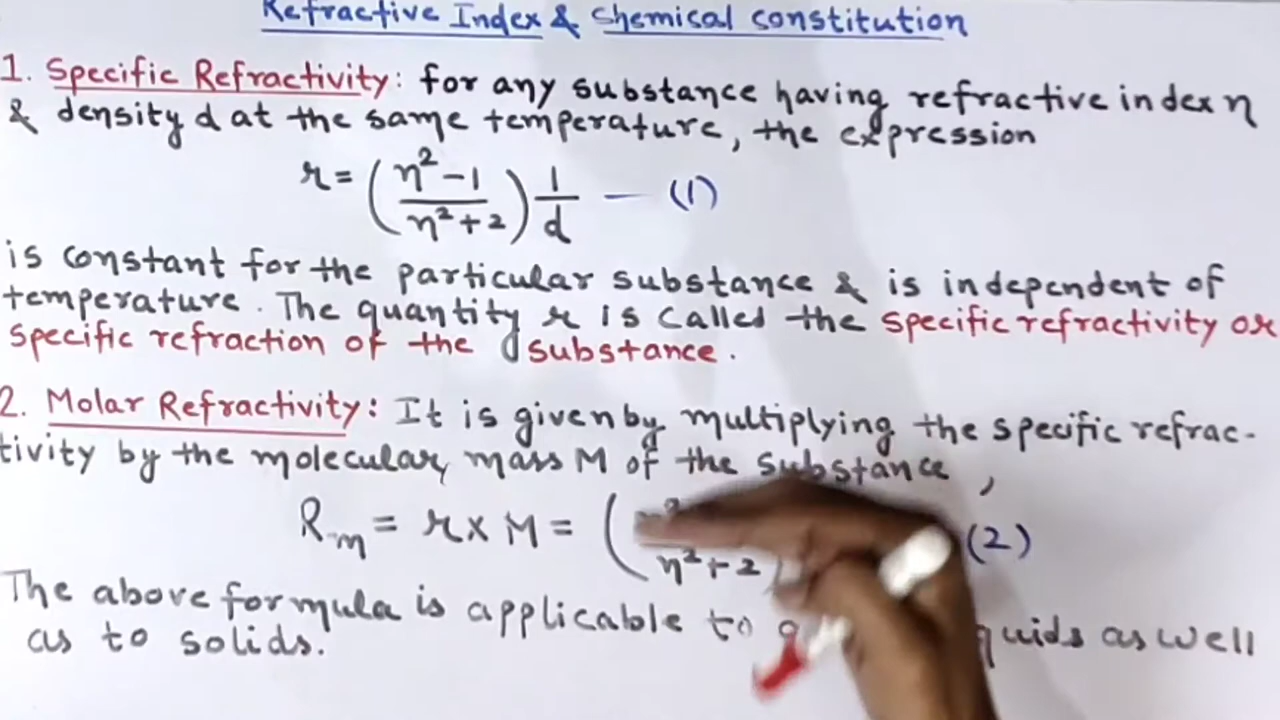 Refractive Index & Chemical constitution
1. Specific Refractivity: for any substance having refractive index η
& density d at the same temperature, the expression
r = (η²-1 / η²+2) 1/d — (1)
is constant for the particular substance & is independent of
temperature. The quantity r is called the specific refractivity or
specific refraction of the substance.
2. Molar Refractivity: It is given by multiplying the specific refrac-
tivity by the molecular mass M of the substance,
Rm = r x M = ( η²+2 (2)
The above formula is applicable to as well
as to solids.